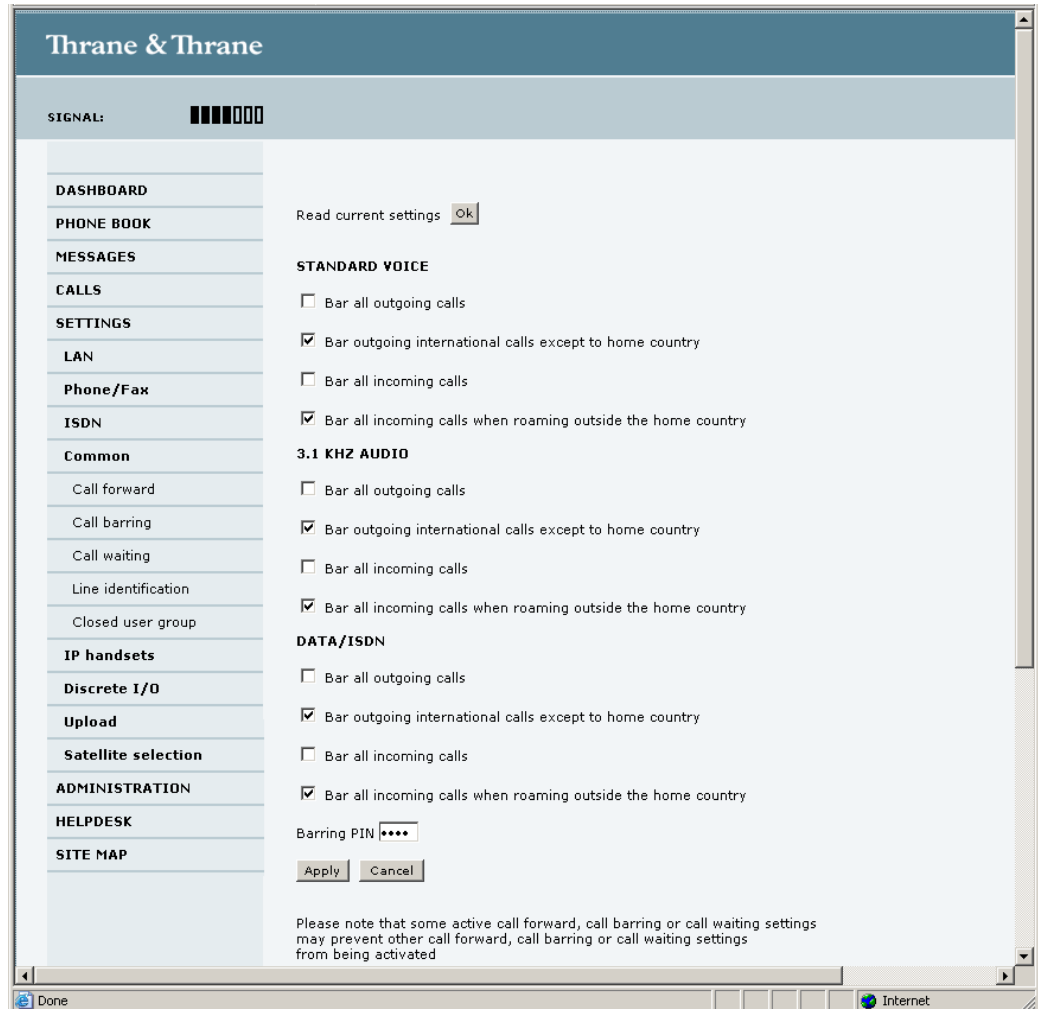 Thrane & Thrane
SIGNAL:
DASHBOARD
PHONE BOOK
MESSAGES
CALLS
SETTINGS
LAN
Phone/Fax
ISDN
Common
Call forward
Call barring
Call waiting
Line identification
Closed user group
IP handsets
Discrete I/O
Upload
Satellite selection
ADMINISTRATION
HELPDESK
SITE MAP
Read current settings Ok
STANDARD VOICE
Bar all outgoing calls
Bar outgoing international calls except to home country
Bar all incoming calls
Bar all incoming calls when roaming outside the home country
3.1 KHZ AUDIO
Bar all outgoing calls
Bar outgoing international calls except to home country
Bar all incoming calls
Bar all incoming calls when roaming outside the home country
DATA/ISDN
Bar all outgoing calls
Bar outgoing international calls except to home country
Bar all incoming calls
Bar all incoming calls when roaming outside the home country
Barring PIN ••••
Apply Cancel
Please note that some active call forward, call barring or call waiting settings
may prevent other call forward, call barring or call waiting settings
from being activated
Done
Internet